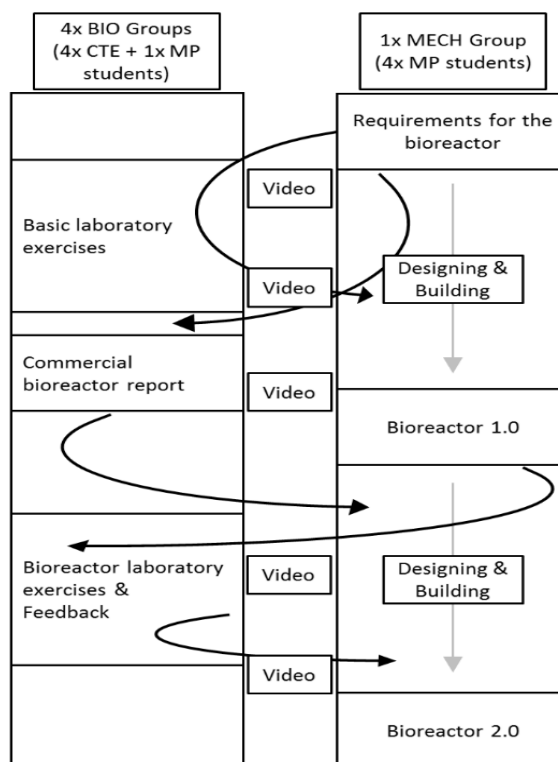 4x BIO Groups
(4x CTE + 1x MP
students)
1x MECH Group
(4x MP students)
Requirements for the
bioreactor
Video
Basic laboratory
exercises
Video
Designing &
Building
Commercial
bioreactor report
Video
Bioreactor 1.0
Bioreactor laboratory
exercises &
Feedback
Video
Designing &
Building
Video
Bioreactor 2.0